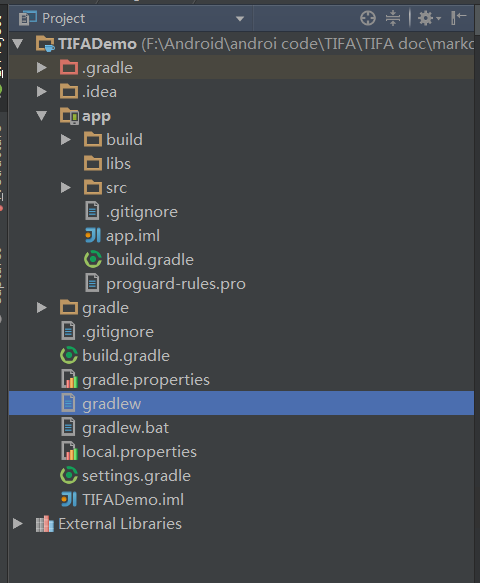 Project
TIFADemo (F:\Android\androi code\TIFA\TIFA doc\markd
.gradle
.idea
app
build
libs
src
.gitignore
app.iml
build.gradle
proguard-rules.pro
gradle
.gitignore
build.gradle
gradle.properties
gradlew
gradlew.bat
local.properties
settings.gradle
TIFADemo.iml
External Libraries